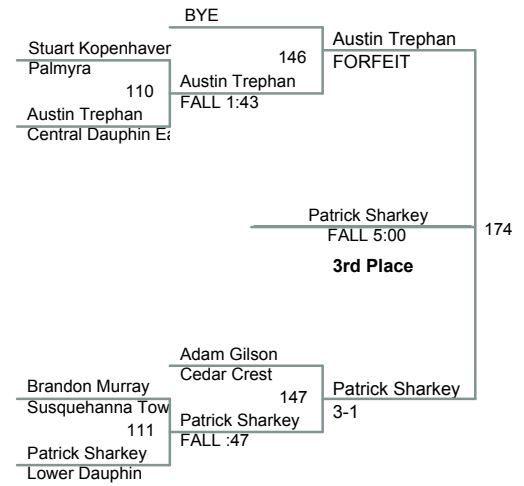 BYE
Stuart Kopenhaver
Palmyra
110
Austin Trephan
Central Dauphin Ea
146
Austin Trephan
FALL 1:43
Austin Trephan
FORFEIT
Patrick Sharkey
FALL 5:00
3rd Place
174
Adam Gilson
Cedar Crest
Brandon Murray
Susquehanna Tow
111
Patrick Sharkey
Lower Dauphin
147
Patrick Sharkey
FALL :47
Patrick Sharkey
3-1